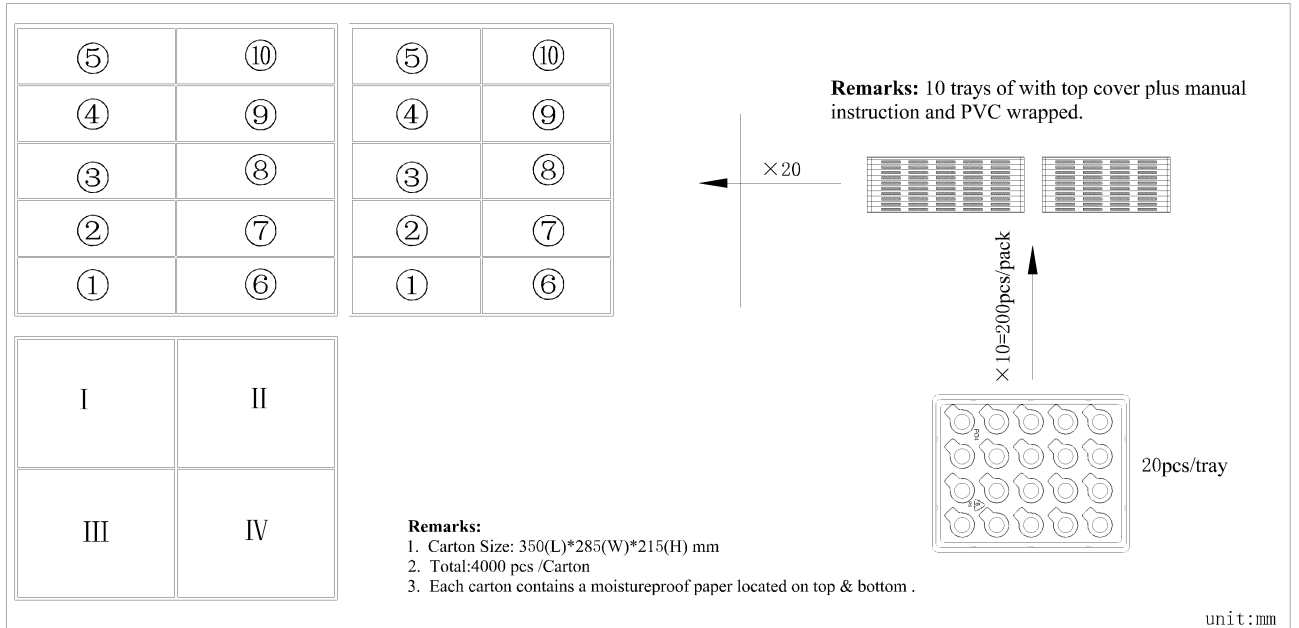 ⑤ ⑩ ⑤ ⑩
④ ⑨ ④ ⑨
③ ⑧ ③ ⑧
② ⑦ ② ⑦
① ⑥ ① ⑥
Remarks: 10 trays of with top cover plus manual
instruction and PVC wrapped.
×20
×10=200pcs/pack
20pcs/tray
Ⅰ Ⅱ
Ⅲ Ⅳ
Remarks:
1. Carton Size: 350(L)*285(W)*215(H) mm
2. Total:4000 pcs /Carton
3. Each carton contains a moistureproof paper located on top & bottom .
unit:mm